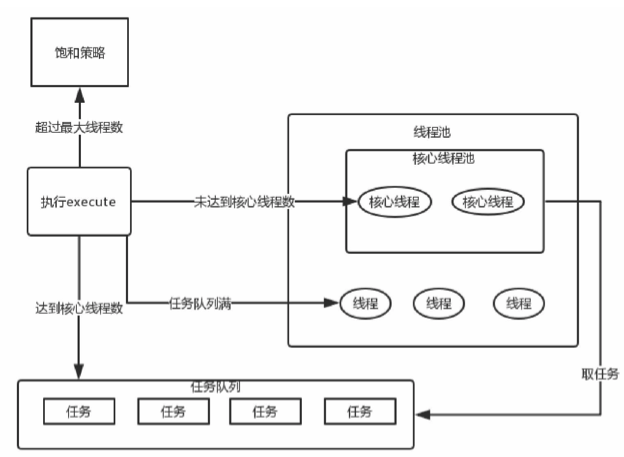 饱和策略
超过最大线程数
线程池
核心线程池
执行execute
未达到核心线程数
核心线程
核心线程
达到核心线程数
任务队列满
线程
线程
线程
取任务
任务队列
任务
任务
任务
任务